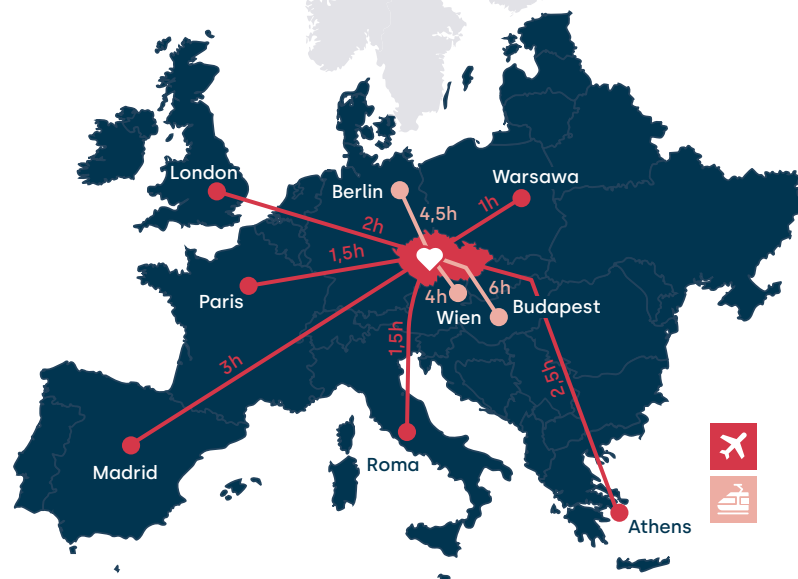 London
Warsawa
Berlin
4,5h
1h
2h
1,5h
Paris
4h
6h
Wien
Budapest
1,5h
3h
2,5h
Madrid
Roma
Athens